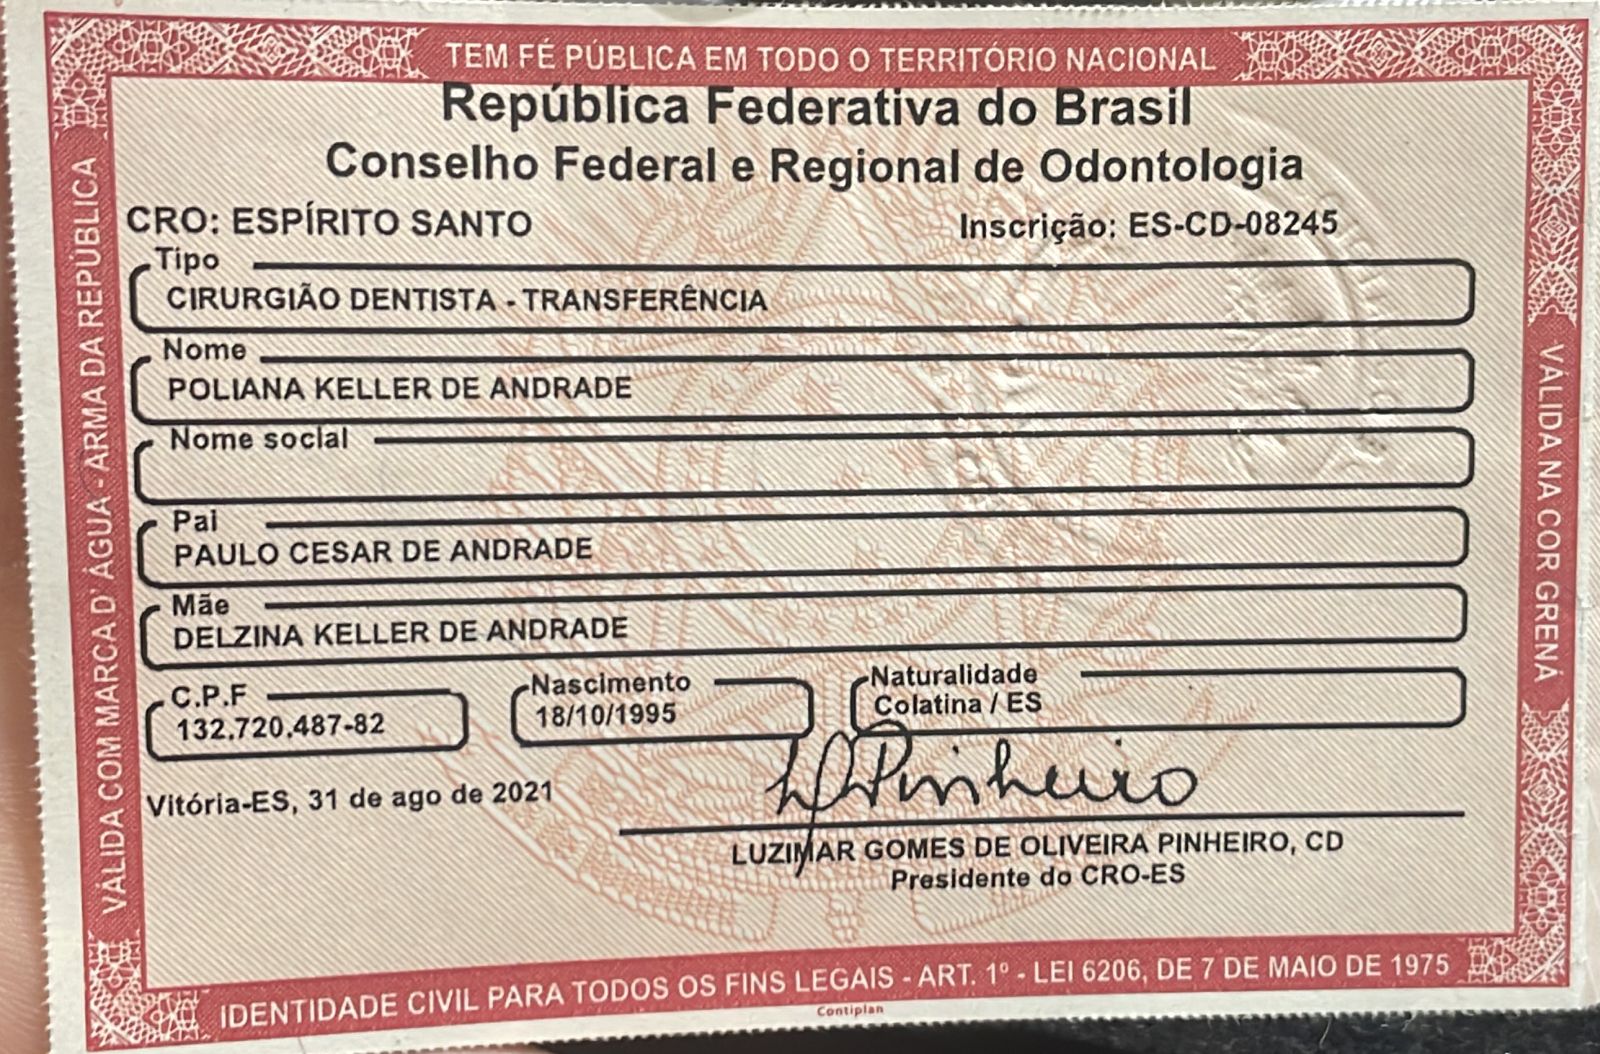 TEM FÉ PÚBLICA EM TODO O TERRITÓRIO NACIONAL
República Federativa do Brasil
Conselho Federal e Regional de Odontologia
CRO: ESPÍRITO SANTO
Inscrição: ES-CD-08245
Tipo
CIRURGIÃO DENTISTA - TRANSFERÊNCIA
Nome
POLIANA KELLER DE ANDRADE
Nome social
Pai
PAULO CESAR DE ANDRADE
Mãe
DELZINA KELLER DE ANDRADE
C.P.F
132.720.487-82
Nascimento
18/10/1995
Naturalidade
Colatina / ES
Vitória-ES, 31 de ago de 2021
Pinheiro
LUZIMAR GOMES DE OLIVEIRA PINHEIRO, CD
Presidente do CRO-ES
IDENTIDADE CIVIL PARA TODOS OS FINS LEGAIS - ART. 1º - LEI 6206, DE 7 DE MAIO DE 1975
Contiplan
VÁLIDA COM MARCA D' ÁGUA - ARMA DA REPÚBLICA
VÁLIDA NA COR GRENÁ